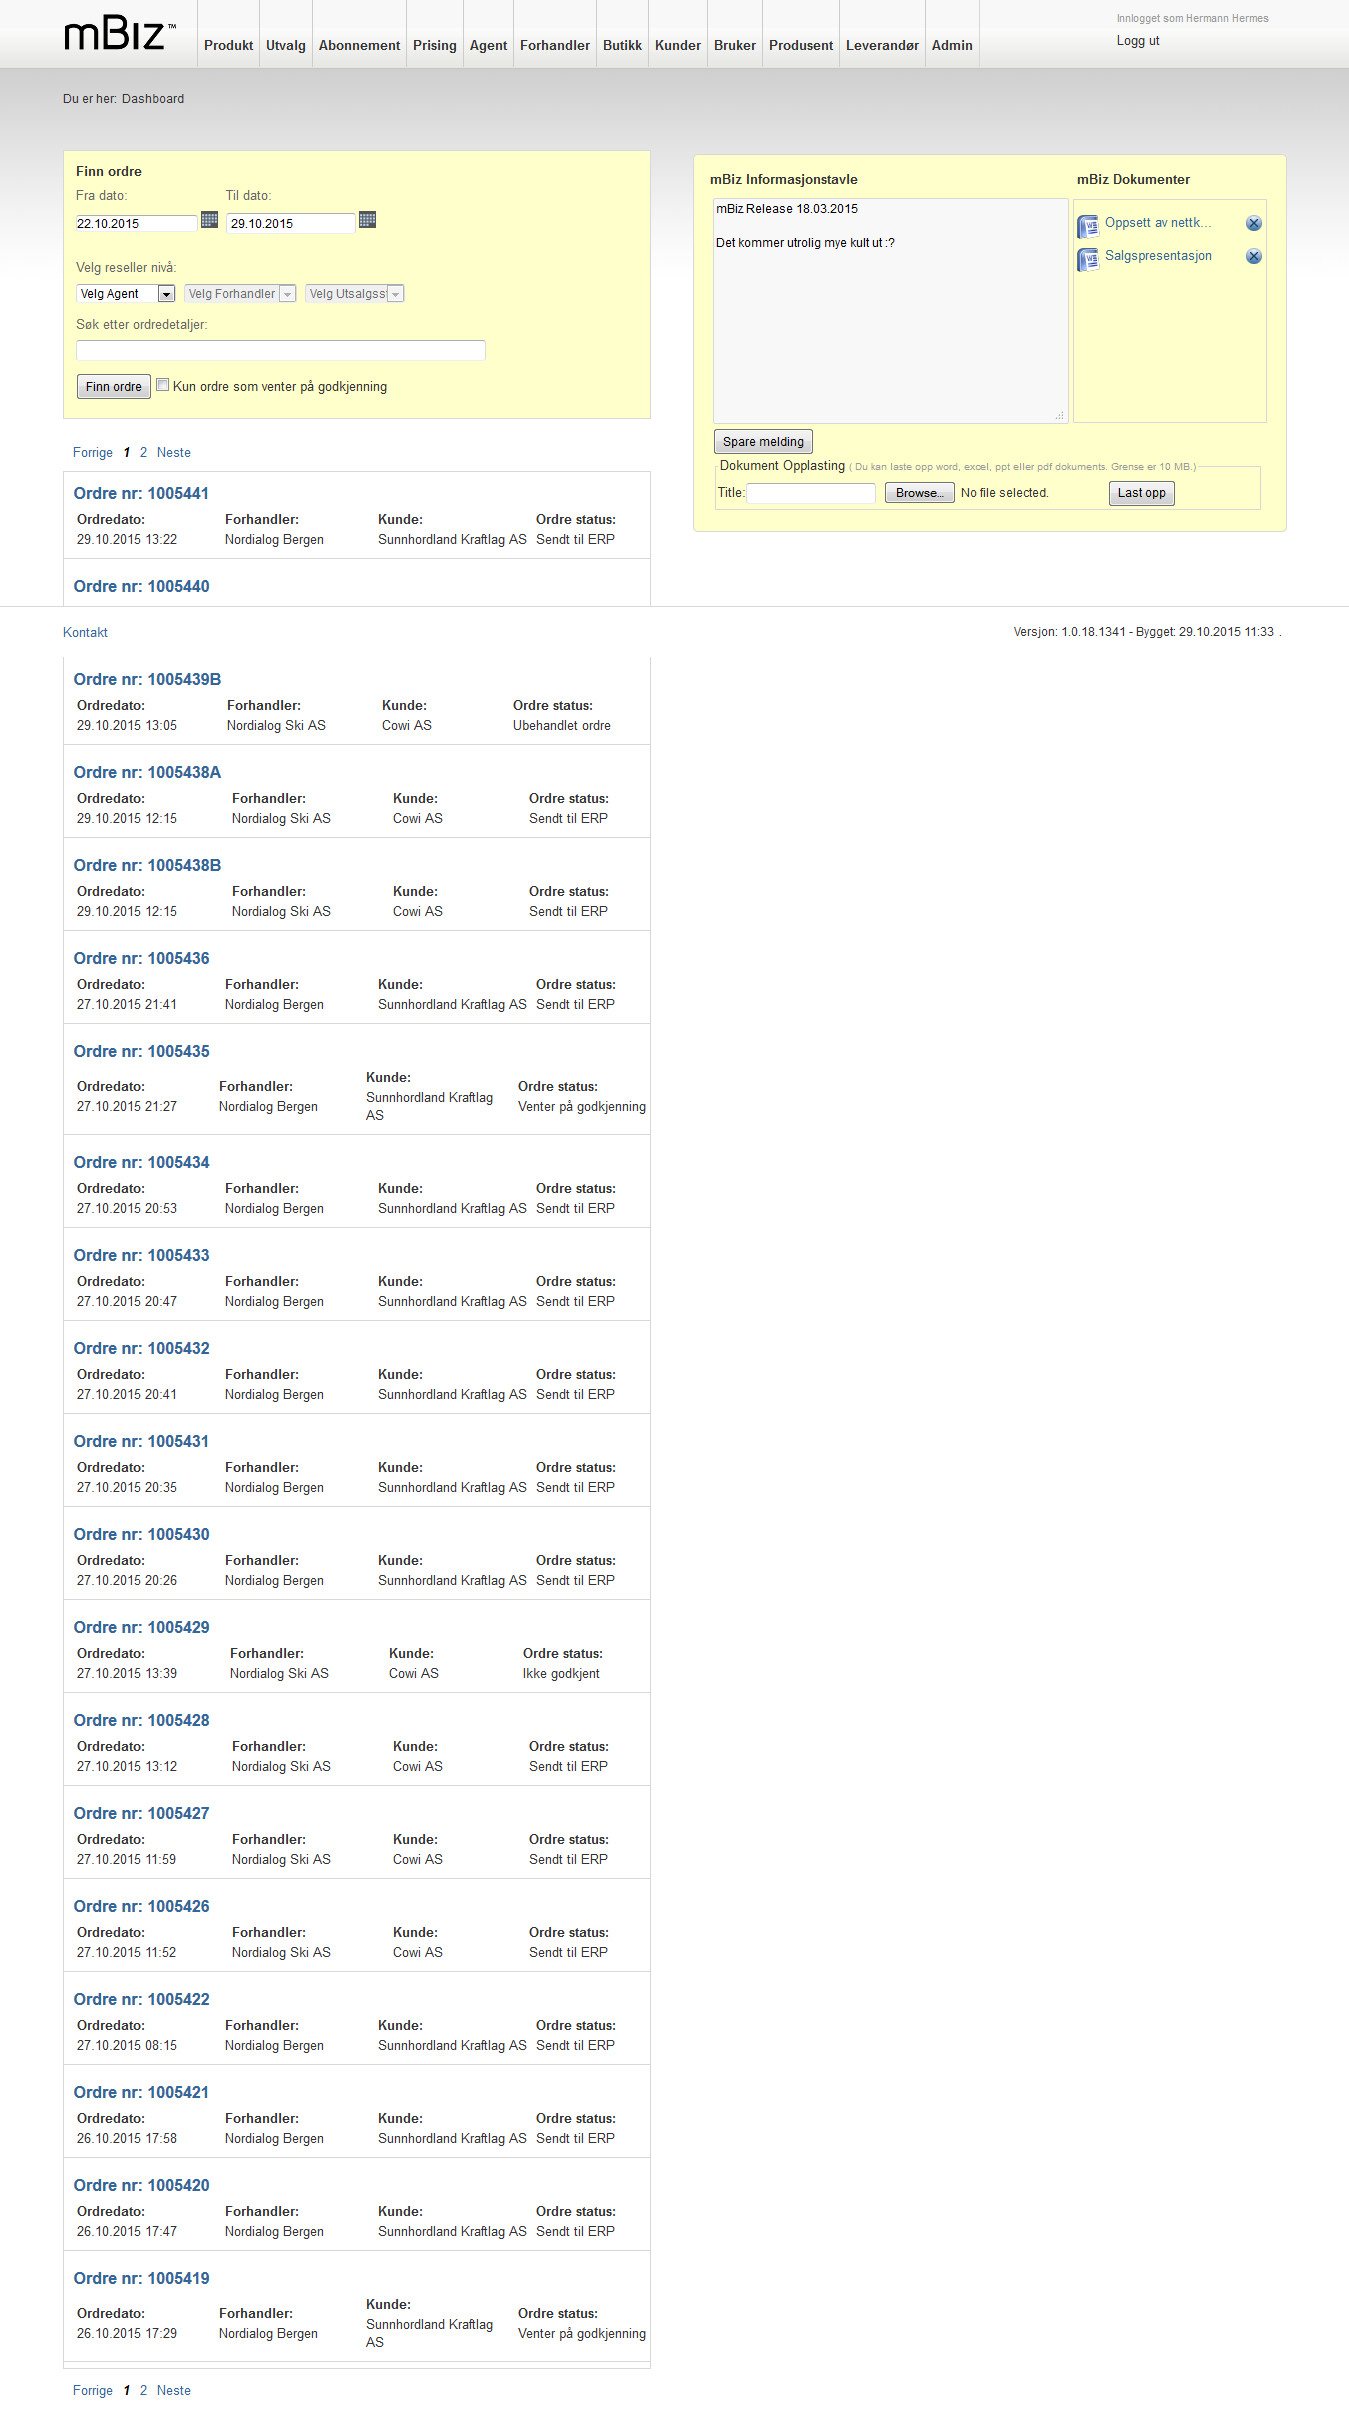 mBiz™
Produkt Utvalg Abonnement Prising Agent Forhandler Butikk Kunder Bruker Produsent Leverandør Admin
Innlogget som Hermann Hermes
Logg ut
Du er her: Dashboard
Finn ordre
Fra dato: Til dato:
22.10.2015 29.10.2015
Velg reseller nivå:
Velg Agent Velg Forhandler Velg Utsalgss
Søk etter ordredetaljer:
Finn ordre Kun ordre som venter på godkjenning
mBiz Informasjonstavle
mBiz Release 18.03.2015
Det kommer utrolig mye kult ut :?
mBiz Dokumenter
Oppsett av nettk...
Salgspresentasjon
Spare melding
Dokument Opplasting ( Du kan laste opp word, excel, ppt eller pdf dokuments. Grense er 10 MB.)
Title: Browse... No file selected. Last opp
Forrige 1 2 Neste
Ordre nr: 1005441
Ordredato: Forhandler: Kunde: Ordre status:
29.10.2015 13:22 Nordialog Bergen Sunnhordland Kraftlag AS Sendt til ERP
Ordre nr: 1005440
Kontakt
Versjon: 1.0.18.1341 - Bygget: 29.10.2015 11:33 .
Ordre nr: 1005439B
Ordredato: Forhandler: Kunde: Ordre status:
29.10.2015 13:05 Nordialog Ski AS Cowi AS Ubehandlet ordre
Ordre nr: 1005438A
Ordredato: Forhandler: Kunde: Ordre status:
29.10.2015 12:15 Nordialog Ski AS Cowi AS Sendt til ERP
Ordre nr: 1005438B
Ordredato: Forhandler: Kunde: Ordre status:
29.10.2015 12:15 Nordialog Ski AS Cowi AS Sendt til ERP
Ordre nr: 1005436
Ordredato: Forhandler: Kunde: Ordre status:
27.10.2015 21:41 Nordialog Bergen Sunnhordland Kraftlag AS Sendt til ERP
Ordre nr: 1005435
Ordredato: Forhandler: Kunde: Ordre status:
27.10.2015 21:27 Nordialog Bergen Sunnhordland Kraftlag AS Venter på godkjenning
Ordre nr: 1005434
Ordredato: Forhandler: Kunde: Ordre status:
27.10.2015 20:53 Nordialog Bergen Sunnhordland Kraftlag AS Sendt til ERP
Ordre nr: 1005433
Ordredato: Forhandler: Kunde: Ordre status:
27.10.2015 20:47 Nordialog Bergen Sunnhordland Kraftlag AS Sendt til ERP
Ordre nr: 1005432
Ordredato: Forhandler: Kunde: Ordre status:
27.10.2015 20:41 Nordialog Bergen Sunnhordland Kraftlag AS Sendt til ERP
Ordre nr: 1005431
Ordredato: Forhandler: Kunde: Ordre status:
27.10.2015 20:35 Nordialog Bergen Sunnhordland Kraftlag AS Sendt til ERP
Ordre nr: 1005430
Ordredato: Forhandler: Kunde: Ordre status:
27.10.2015 20:26 Nordialog Bergen Sunnhordland Kraftlag AS Sendt til ERP
Ordre nr: 1005429
Ordredato: Forhandler: Kunde: Ordre status:
27.10.2015 13:39 Nordialog Ski AS Cowi AS Ikke godkjent
Ordre nr: 1005428
Ordredato: Forhandler: Kunde: Ordre status:
27.10.2015 13:12 Nordialog Ski AS Cowi AS Sendt til ERP
Ordre nr: 1005427
Ordredato: Forhandler: Kunde: Ordre status:
27.10.2015 11:59 Nordialog Ski AS Cowi AS Sendt til ERP
Ordre nr: 1005426
Ordredato: Forhandler: Kunde: Ordre status:
27.10.2015 11:52 Nordialog Ski AS Cowi AS Sendt til ERP
Ordre nr: 1005422
Ordredato: Forhandler: Kunde: Ordre status:
27.10.2015 08:15 Nordialog Bergen Sunnhordland Kraftlag AS Sendt til ERP
Ordre nr: 1005421
Ordredato: Forhandler: Kunde: Ordre status:
26.10.2015 17:58 Nordialog Bergen Sunnhordland Kraftlag AS Sendt til ERP
Ordre nr: 1005420
Ordredato: Forhandler: Kunde: Ordre status:
26.10.2015 17:47 Nordialog Bergen Sunnhordland Kraftlag AS Sendt til ERP
Ordre nr: 1005419
Ordredato: Forhandler: Kunde: Ordre status:
26.10.2015 17:29 Nordialog Bergen Sunnhordland Kraftlag AS Venter på godkjenning
Forrige 1 2 Neste